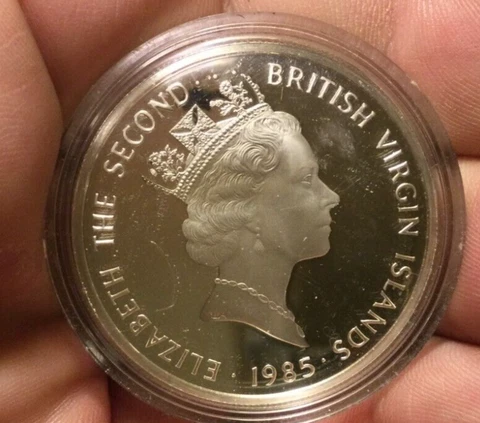 ELIZABETH THE SECOND BRITISH VIRGIN ISLANDS
· 1985 ·